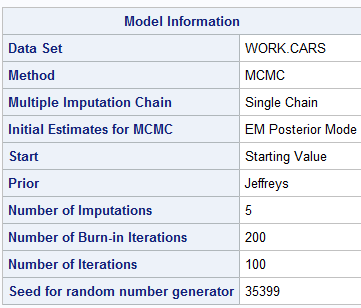 Model Information
Data Set WORK.CARS
Method MCMC
Multiple Imputation Chain Single Chain
Initial Estimates for MCMC EM Posterior Mode
Start Starting Value
Prior Jeffreys
Number of Imputations 5
Number of Burn-in Iterations 200
Number of Iterations 100
Seed for random number generator 35399